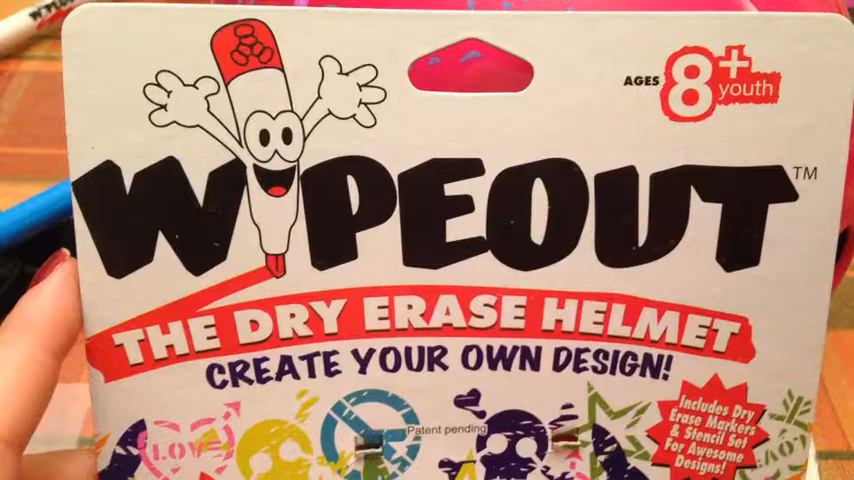 AGES 8+ youth
WIPEOUT™
THE DRY ERASE HELMET
CREATE YOUR OWN DESIGN!
Patent pending
LOVE
Includes Dry
Erase Markers
& Stencil Set
For Awesome
Designs!